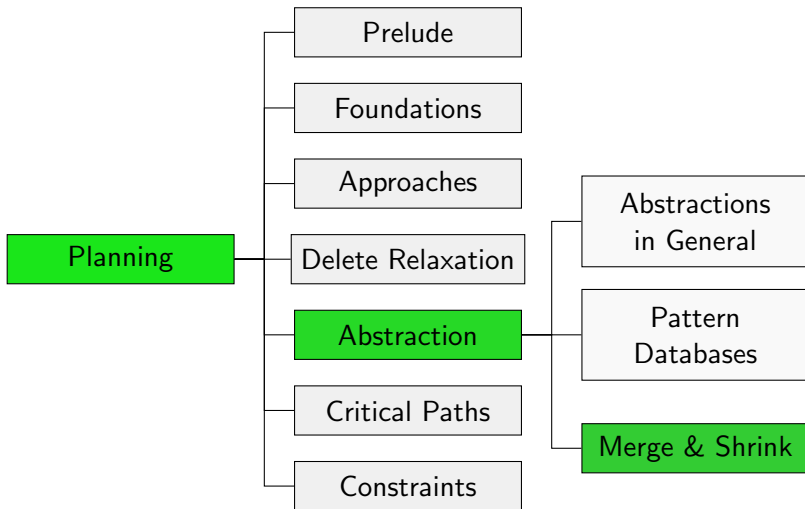 Planning
Prelude
Foundations
Approaches
Delete Relaxation
Abstraction
Critical Paths
Constraints
Abstractions
in General
Pattern
Databases
Merge & Shrink